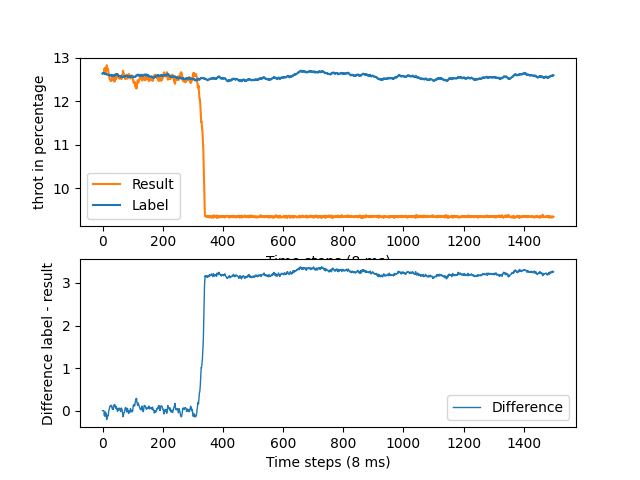 13
12
11
10
throt in percentage
Result
Label
0 200 400 600 800 1000 1200 1400
Time steps (8 ms)
3
2
1
0
Difference label - result
Difference
0 200 400 600 800 1000 1200 1400
Time steps (8 ms)